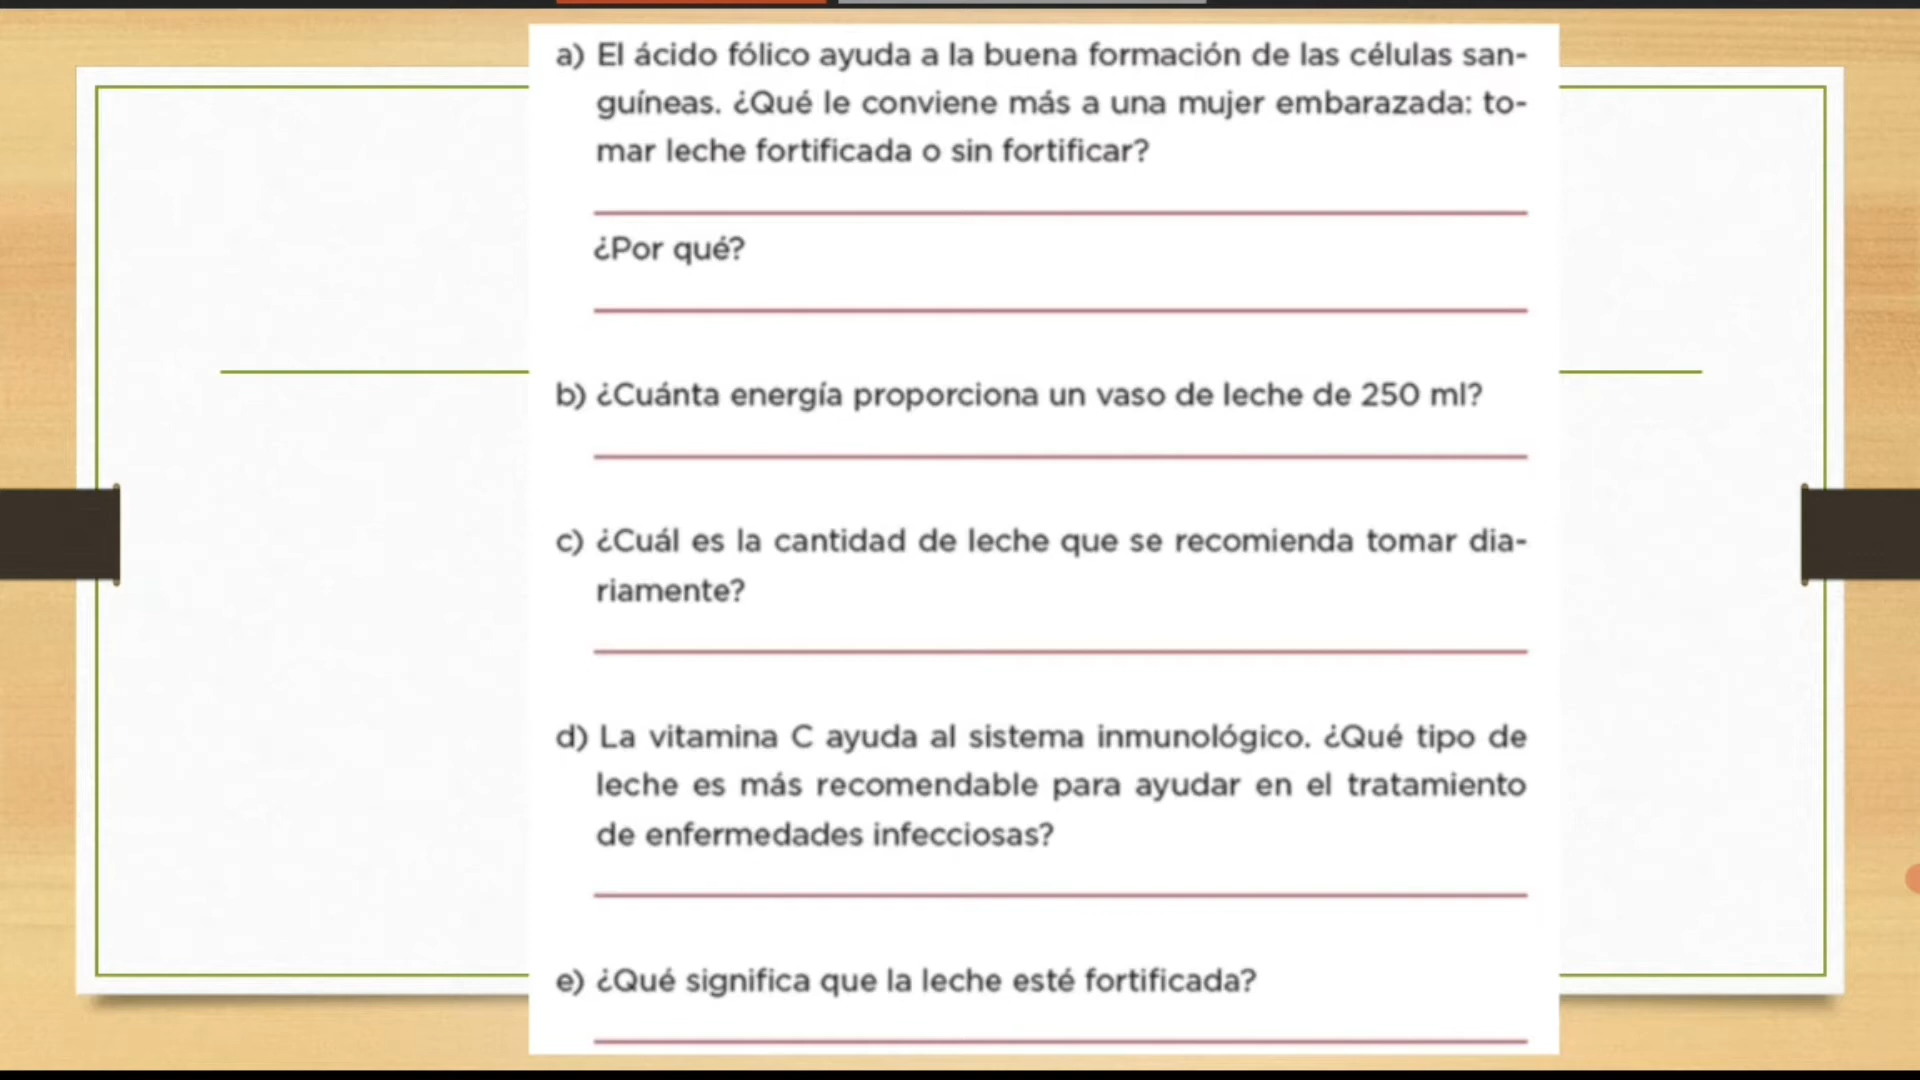 a) El ácido fólico ayuda a la buena formación de las células san-
guíneas. ¿Qué le conviene más a una mujer embarazada: to-
mar leche fortificada o sin fortificar?
¿Por qué?
b) ¿Cuánta energía proporciona un vaso de leche de 250 ml?
c) ¿Cuál es la cantidad de leche que se recomienda tomar dia-
riamente?
d) La vitamina C ayuda al sistema inmunológico. ¿Qué tipo de
leche es más recomendable para ayudar en el tratamiento
de enfermedades infecciosas?
e) ¿Qué significa que la leche esté fortificada?